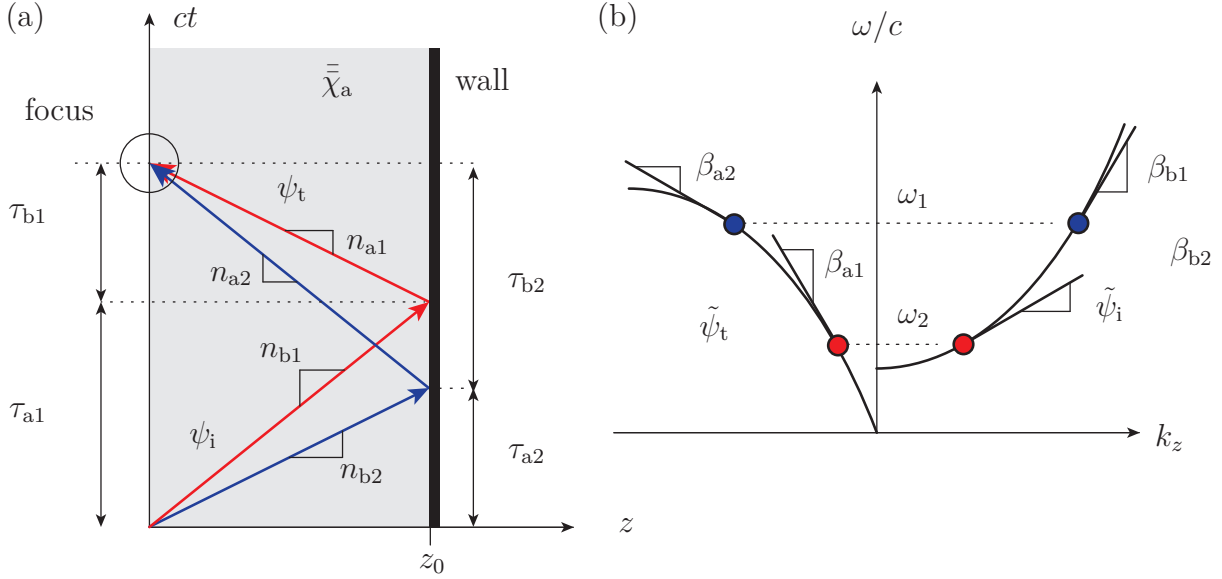 (a)
ct
χ̿a
wall
focus
ψt
τb1
na1
na2
τb2
nb1
τa1
ψi
nb2
τa2
z
z0
(b)
ω/c
βa2
ω1
βb1
βa1
βb2
ψ̃t
ω2
ψ̃i
kz